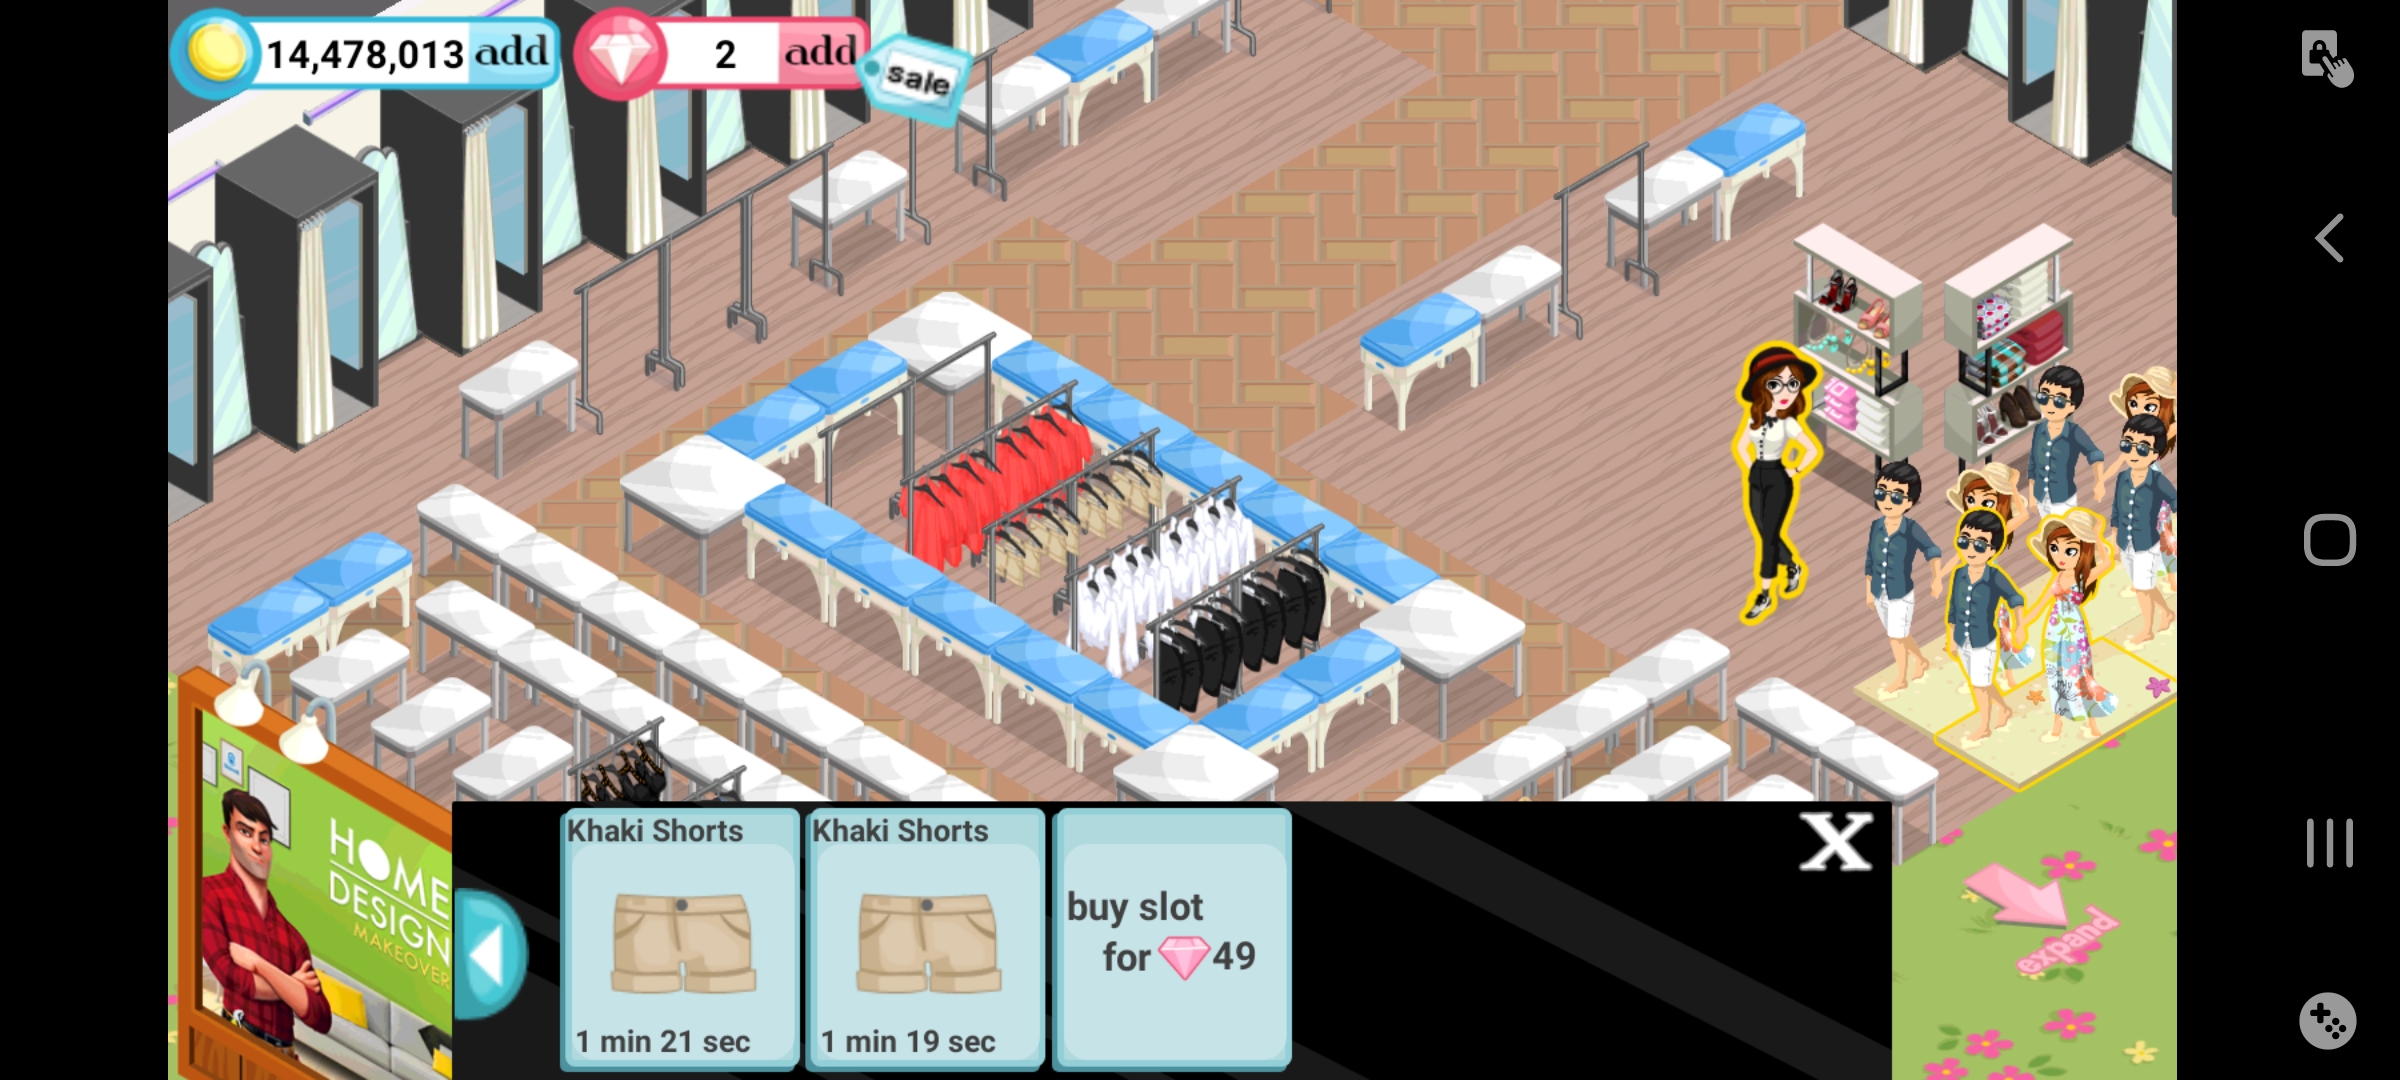 14,478,013 add
2 add
sale
HOME
DESIGN
MAKEOVER
Khaki Shorts
1 min 21 sec
Khaki Shorts
1 min 19 sec
buy slot
for 49
X
expand